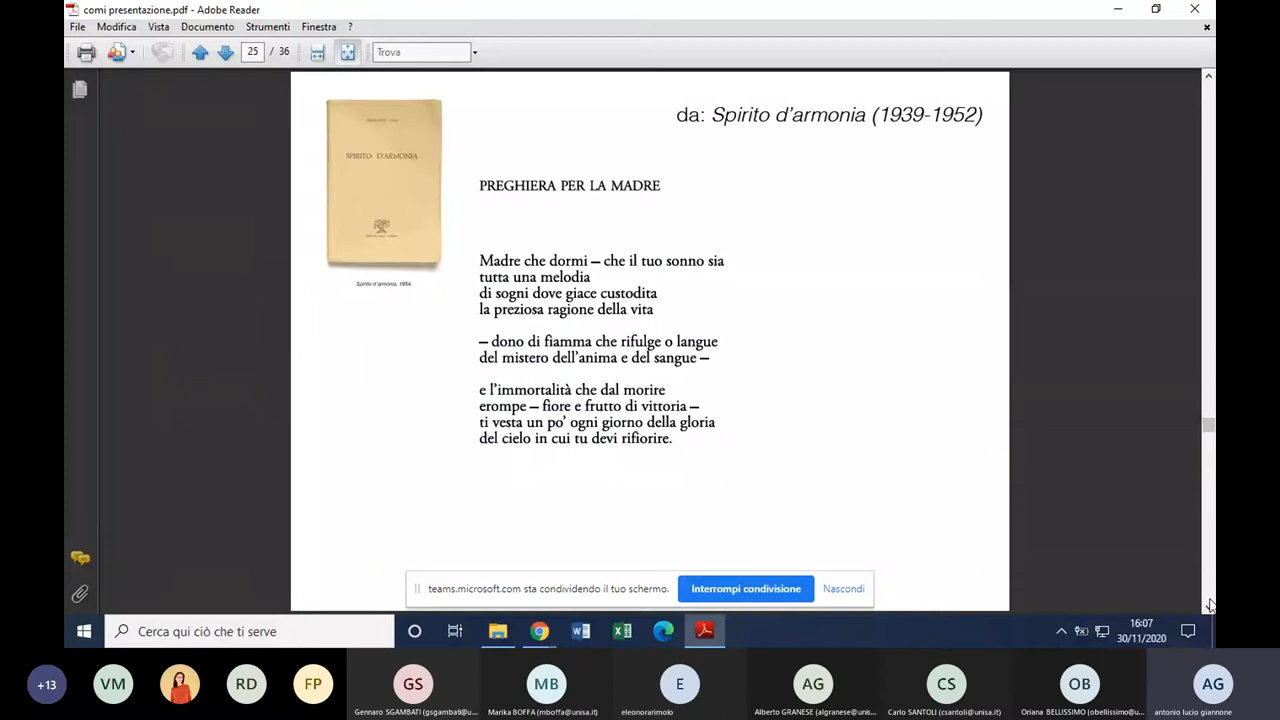 comi presentazione.pdf - Adobe Reader
File Modifica Vista Documento Strumenti Finestra ?
25 / 36 Trova
da: Spirito d'armonia (1939-1952)
SPIRITO D'ARMONIA
Spirito d'armonia, 1954
PREGHIERA PER LA MADRE
Madre che dormi – che il tuo sonno sia
tutta una melodia
di sogni dove giace custodita
la preziosa ragione della vita
– dono di fiamma che rifulge o langue
del mistero dell'anima e del sangue –
e l'immortalità che dal morire
erompe – fiore e frutto di vittoria –
ti vesta un po' ogni giorno della gloria
del cielo in cui tu devi rifiorire.
teams.microsoft.com sta condividendo il tuo schermo. Interrompi condivisione Nascondi
Cerca qui ciò che ti serve
16:07
30/11/2020
+13 VM RD FP GS MB E AG CS OB AG
Gennaro SGAMBATI (gsgambati@u... Marika BOFFA (mboffa@unisa.it) eleonorarimolo Alberto GRANESE (algranese@unis... Carlo SANTOLI (csantoli@unisa.it) Oriana BELLISSIMO (obellissimo@u... antonio lucio giannone